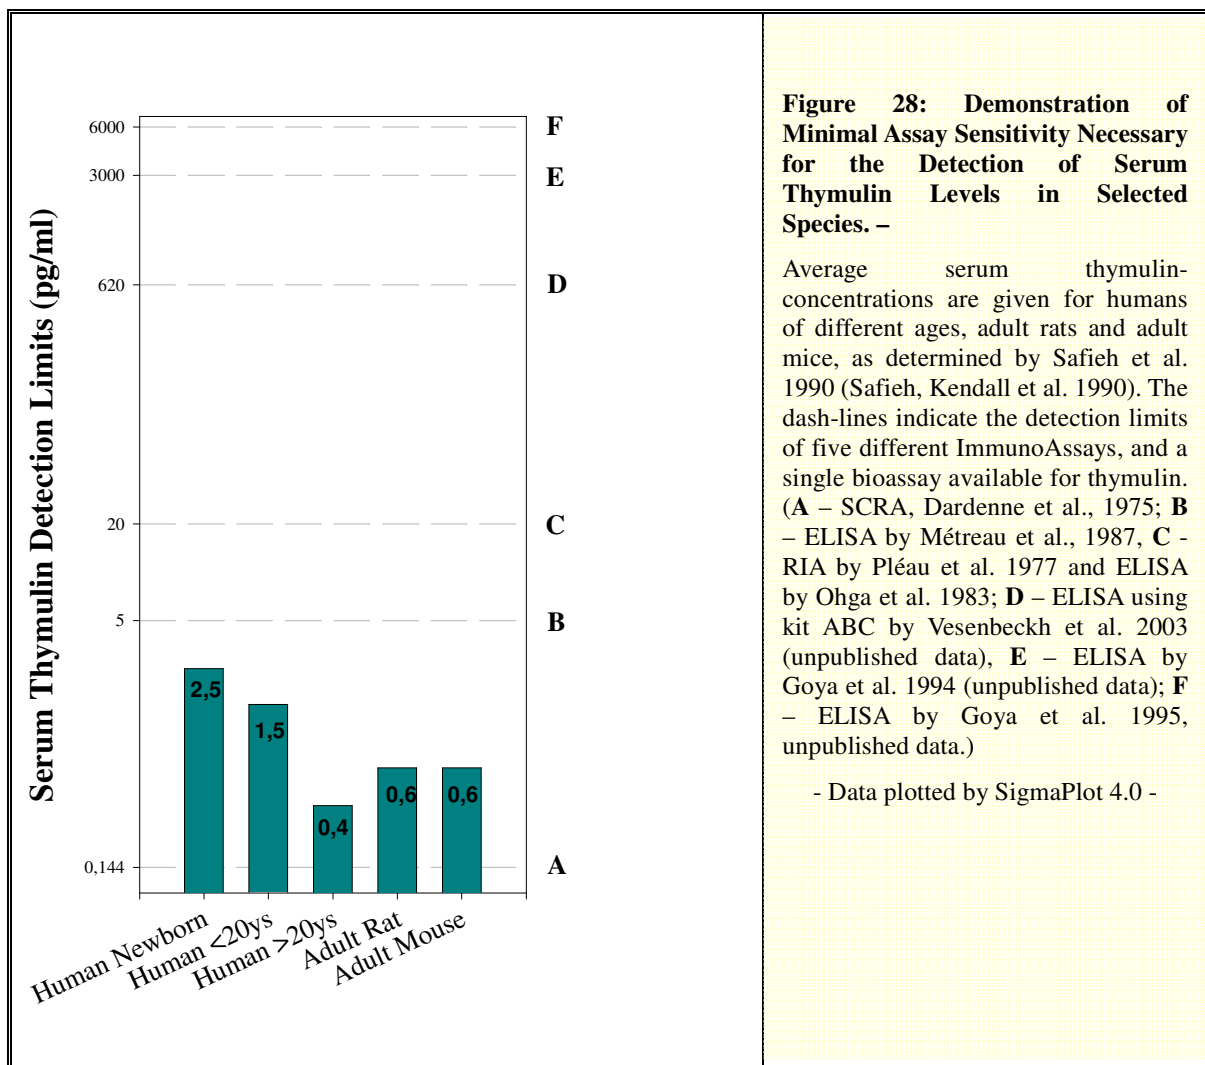 Serum Thymulin Detection Limits (pg/ml)
6000
3000
620
20
5
0,144
F
E
D
C
B
A
2,5
1,5
0,4
0,6
0,6
Human Newborn
Human <20ys
Human >20ys
Adult Rat
Adult Mouse
Figure 28: Demonstration of
Minimal Assay Sensitivity Necessary
for the Detection of Serum
Thymulin Levels in Selected
Species. –
Average serum thymulin-
concentrations are given for humans
of different ages, adult rats and adult
mice, as determined by Safieh et al.
1990 (Safieh, Kendall et al. 1990). The
dash-lines indicate the detection limits
of five different ImmunoAssays, and a
single bioassay available for thymulin.
(A – SCRA, Dardenne et al., 1975; B
– ELISA by Métreau et al., 1987, C -
RIA by Pléau et al. 1977 and ELISA
by Ohga et al. 1983; D – ELISA using
kit ABC by Vesenbeckh et al. 2003
(unpublished data), E – ELISA by
Goya et al. 1994 (unpublished data); F
– ELISA by Goya et al. 1995,
unpublished data.)
- Data plotted by SigmaPlot 4.0 -